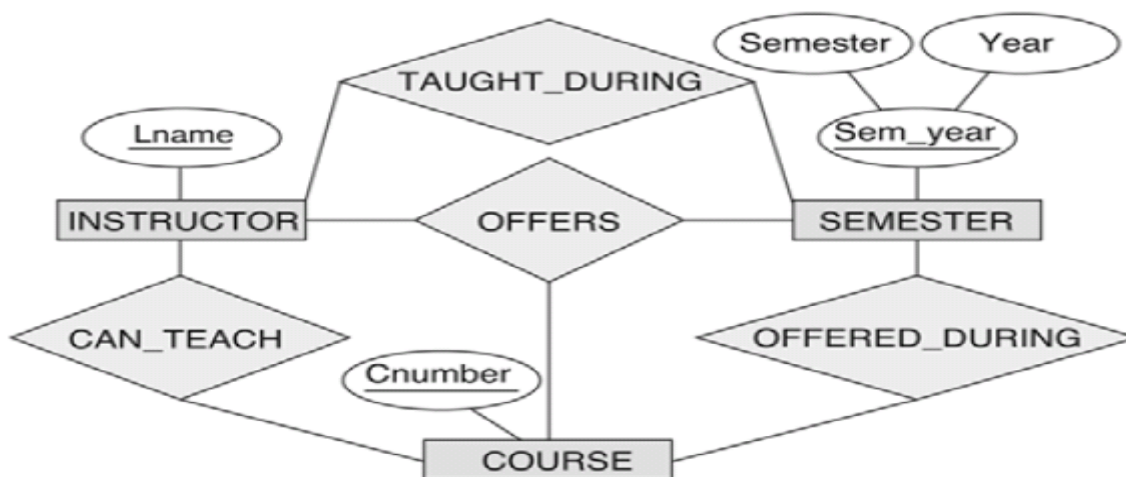 Semester Year
TAUGHT_DURING
Lname
Sem_year
INSTRUCTOR OFFERS SEMESTER
CAN_TEACH OFFERED_DURING
Cnumber
COURSE